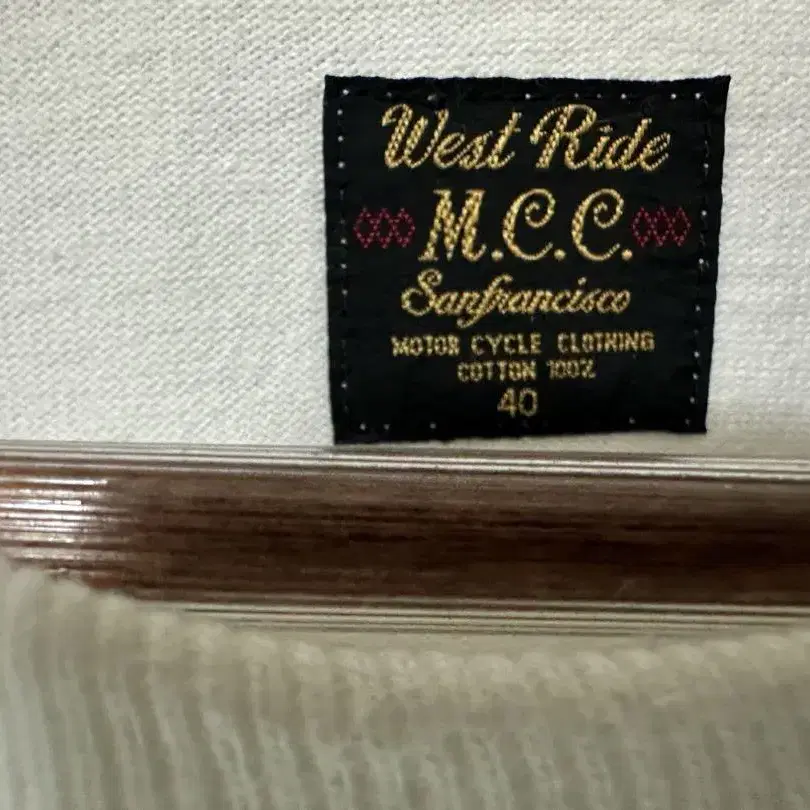 West Ride
M.C.C.
Sanfrancisco
MOTOR CYCLE CLOTHING
COTTON 100%
40